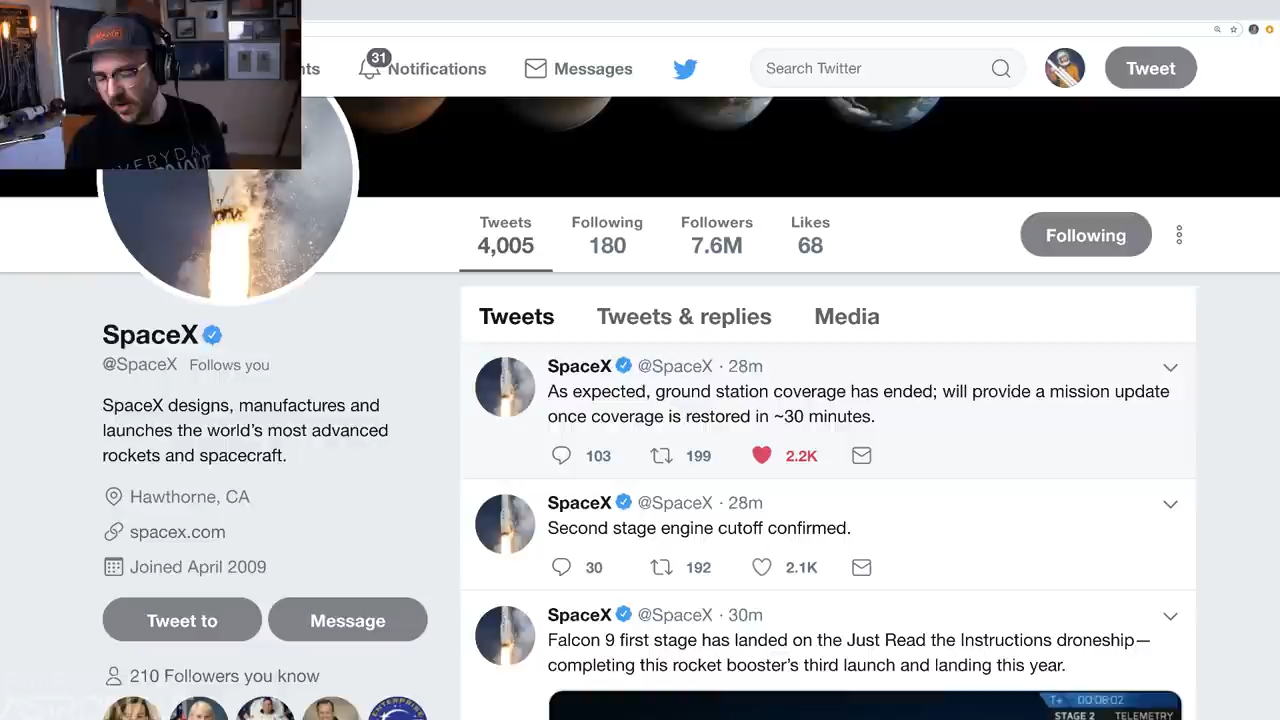 31
nts
Notifications
Messages
Search Twitter
Tweet
EVERYDAY
Tweets
4,005
Following
180
Followers
7.6M
Likes
68
Following
SpaceX
@SpaceX Follows you
SpaceX designs, manufactures and
launches the world's most advanced
rockets and spacecraft.
Hawthorne, CA
spacex.com
Joined April 2009
Tweet to
Message
210 Followers you know
ENTERPRISE
Tweets
Tweets & replies
Media
SpaceX @SpaceX · 28m
As expected, ground station coverage has ended; will provide a mission update
once coverage is restored in ~30 minutes.
103
199
2.2K
SpaceX @SpaceX · 28m
Second stage engine cutoff confirmed.
30
192
2.1K
SpaceX @SpaceX · 30m
Falcon 9 first stage has landed on the Just Read the Instructions droneship—
completing this rocket booster's third launch and landing this year.
T+ 00:08:02
STAGE 2 TELEMETRY